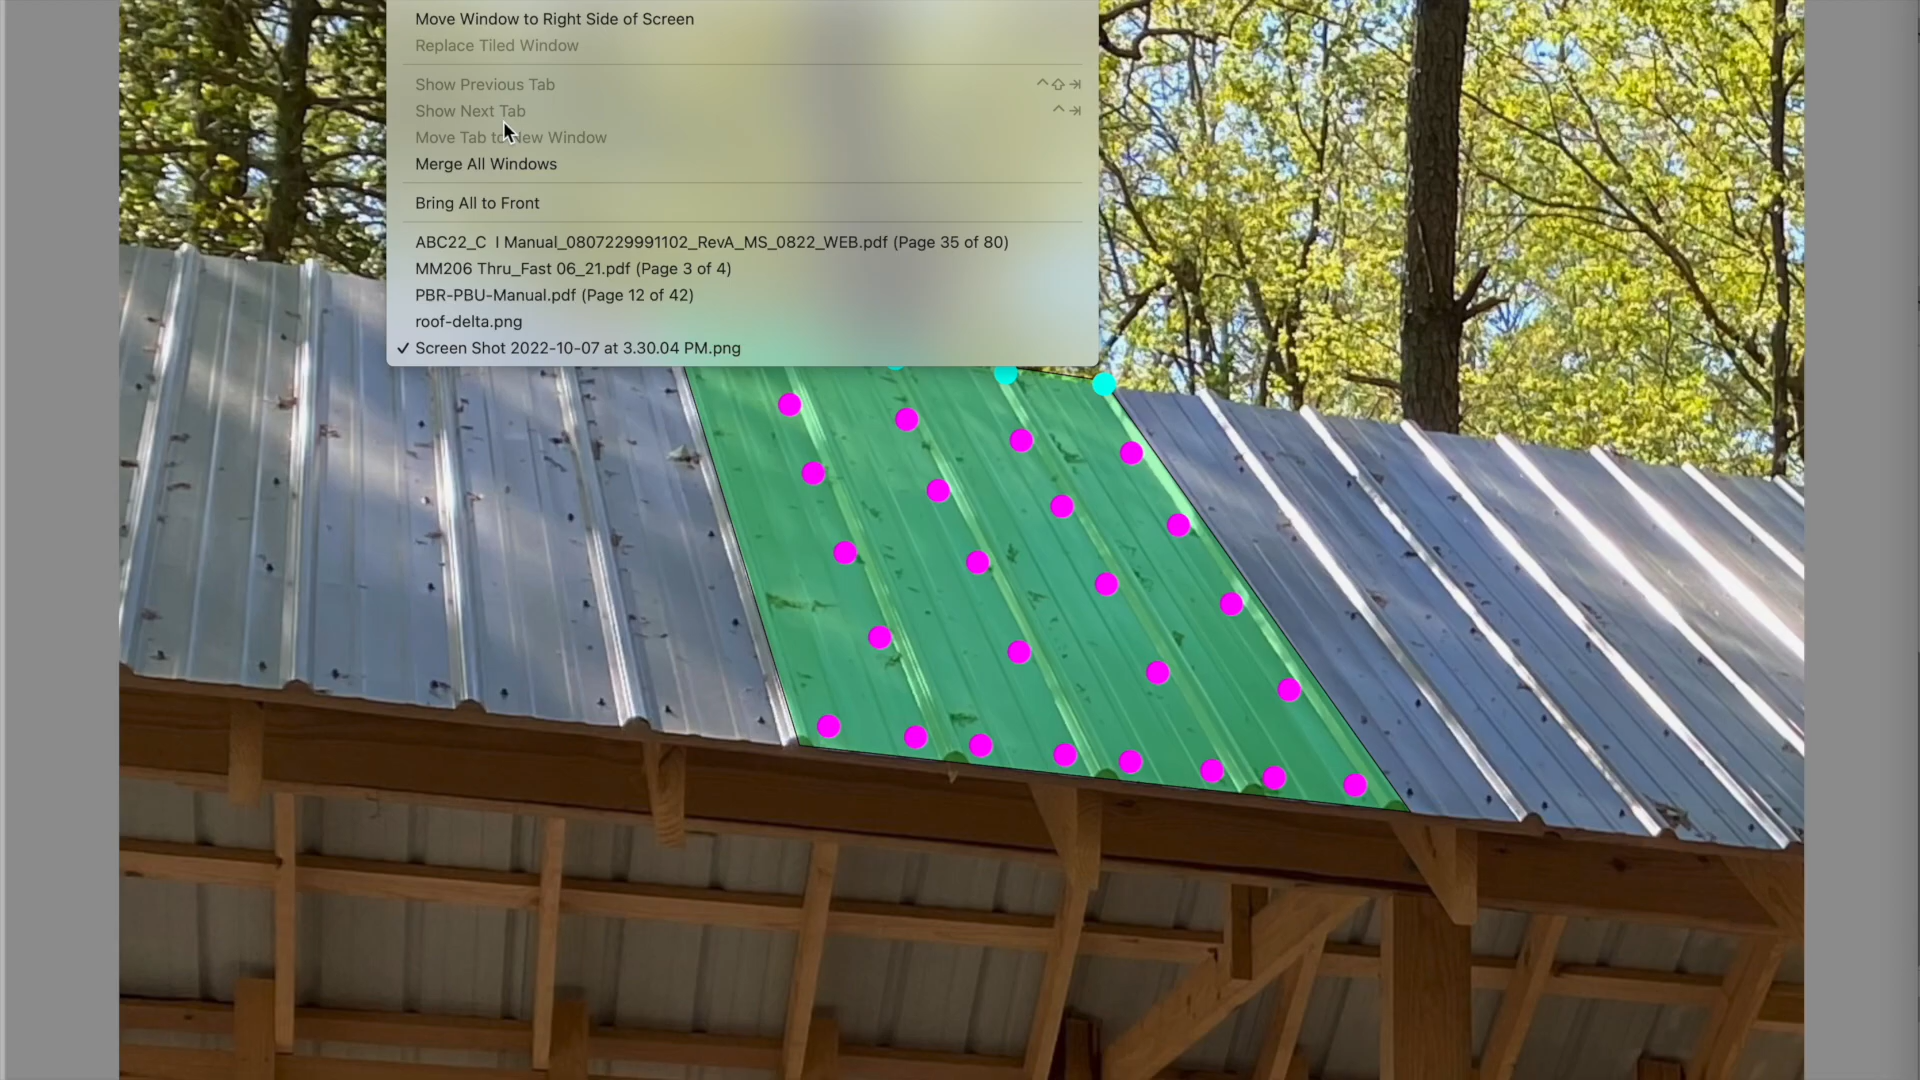 Move Window to Right Side of Screen
Replace Tiled Window
Show Previous Tab ⌃⇧⇥
Show Next Tab ⌃⇥
Move Tab to New Window
Merge All Windows
Bring All to Front
ABC22_C l Manual_0807229991102_RevA_MS_0822_WEB.pdf (Page 35 of 80)
MM206 Thru_Fast 06_21.pdf (Page 3 of 4)
PBR-PBU-Manual.pdf (Page 12 of 42)
roof-delta.png
✓ Screen Shot 2022-10-07 at 3.30.04 PM.png